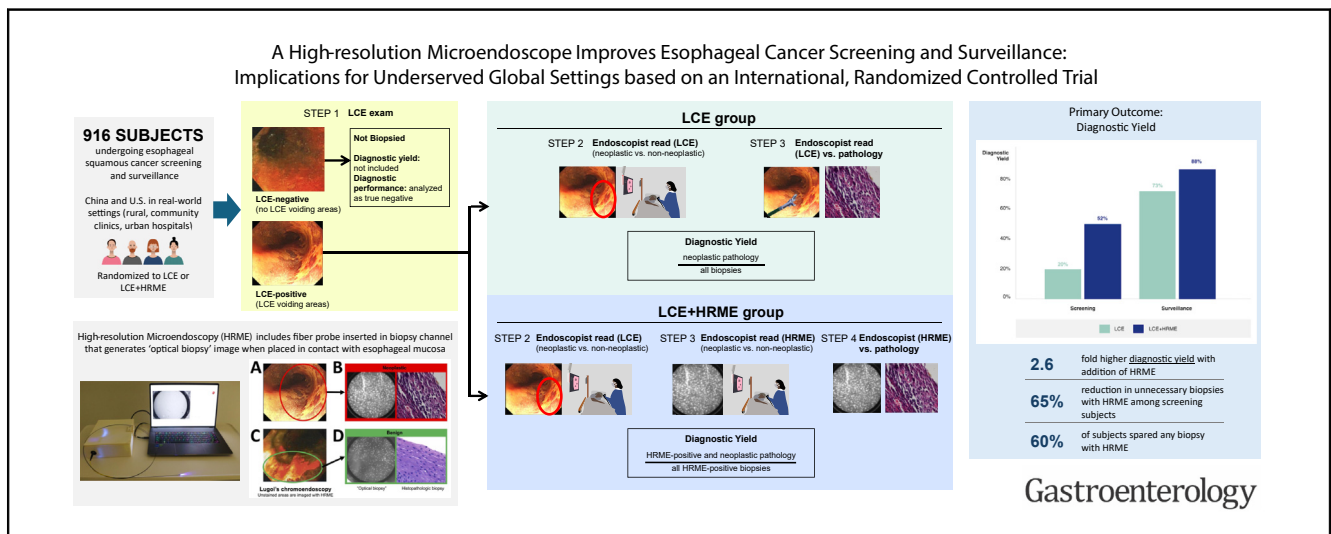 A High-resolution Microendoscope Improves Esophageal Cancer Screening and Surveillance:
Implications for Underserved Global Settings based on an International, Randomized Controlled Trial
916 SUBJECTS
undergoing esophageal
squamous cancer screening
and surveillance
China and U.S. in real-world
settings (rural, community
clinics, urban hospitals)
Randomized to LCE or
LCE+HRME
STEP 1 LCE exam
Not Biopsied
Diagnostic yield:
not included
Diagnostic
performance: analyzed
as true negative
LCE-negative
(no LCE voiding areas)
LCE-positive
(LCE voiding areas)
High-resolution Microendoscopy (HRME) includes fiber probe inserted in biopsy channel
that generates 'optical biopsy' image when placed in contact with esophageal mucosa
A
B
C
D
Benign
Lugol's chromoendoscopy
Unstained areas are imaged with HRME
"Optical biopsy"
Histopathologic biopsy
LCE group
STEP 2 Endoscopist read (LCE)
(neoplastic vs. non-neoplastic)
STEP 3 Endoscopist read
(LCE) vs. pathology
Diagnostic Yield
neoplastic pathology
all biopsies
LCE+HRME group
STEP 2 Endoscopist read (LCE)
(neoplastic vs. non-neoplastic)
STEP 3 Endoscopist read (HRME)
(neoplastic vs. non-neoplastic)
STEP 4 Endoscopist (HRME)
vs. pathology
Diagnostic Yield
HRME-positive and neoplastic pathology
all HRME-positive biopsies
Primary Outcome:
Diagnostic Yield
Diagnostic
Yield
80%
60%
40%
20%
0%
20%
52%
73%
88%
Screening
Surveillance
LCE
LCE+HRME
2.6
fold higher diagnostic yield with
addition of HRME
65%
reduction in unnecessary biopsies
with HRME among screening
subjects
60%
of subjects spared any biopsy
with HRME
Gastroenterology